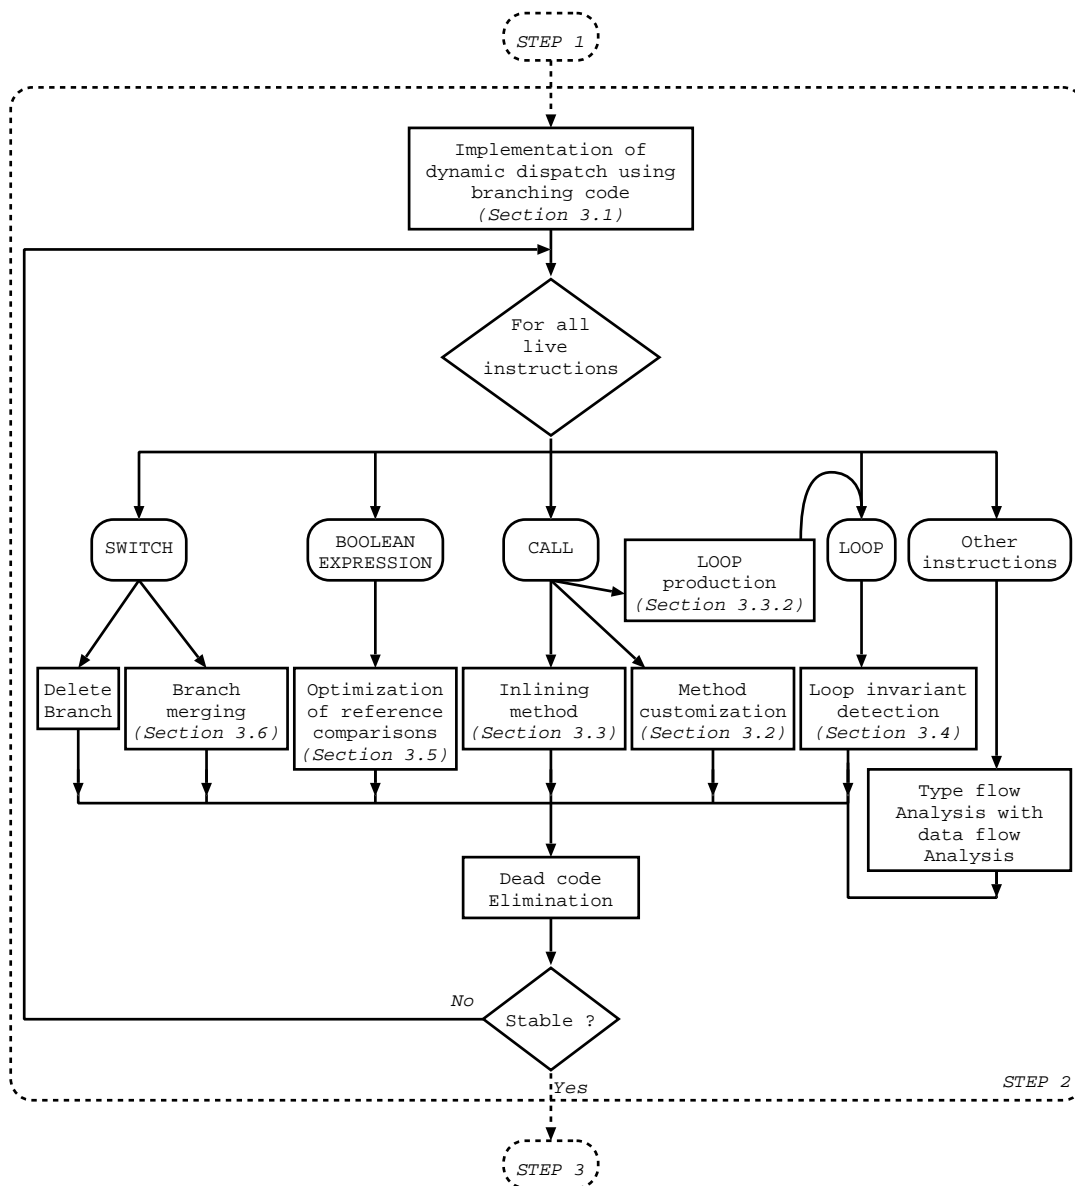 STEP 1
Implementation of
dynamic dispatch using
branching code
(Section 3.1)
For all
live
instructions
SWITCH
BOOLEAN
EXPRESSION
CALL
LOOP
production
(Section 3.3.2)
LOOP
Other
instructions
Delete
Branch
Branch
merging
(Section 3.6)
Optimization
of reference
comparisons
(Section 3.5)
Inlining
method
(Section 3.3)
Method
customization
(Section 3.2)
Loop invariant
detection
(Section 3.4)
Type flow
Analysis with
data flow
Analysis
Dead code
Elimination
No
Stable ?
Yes
STEP 2
STEP 3